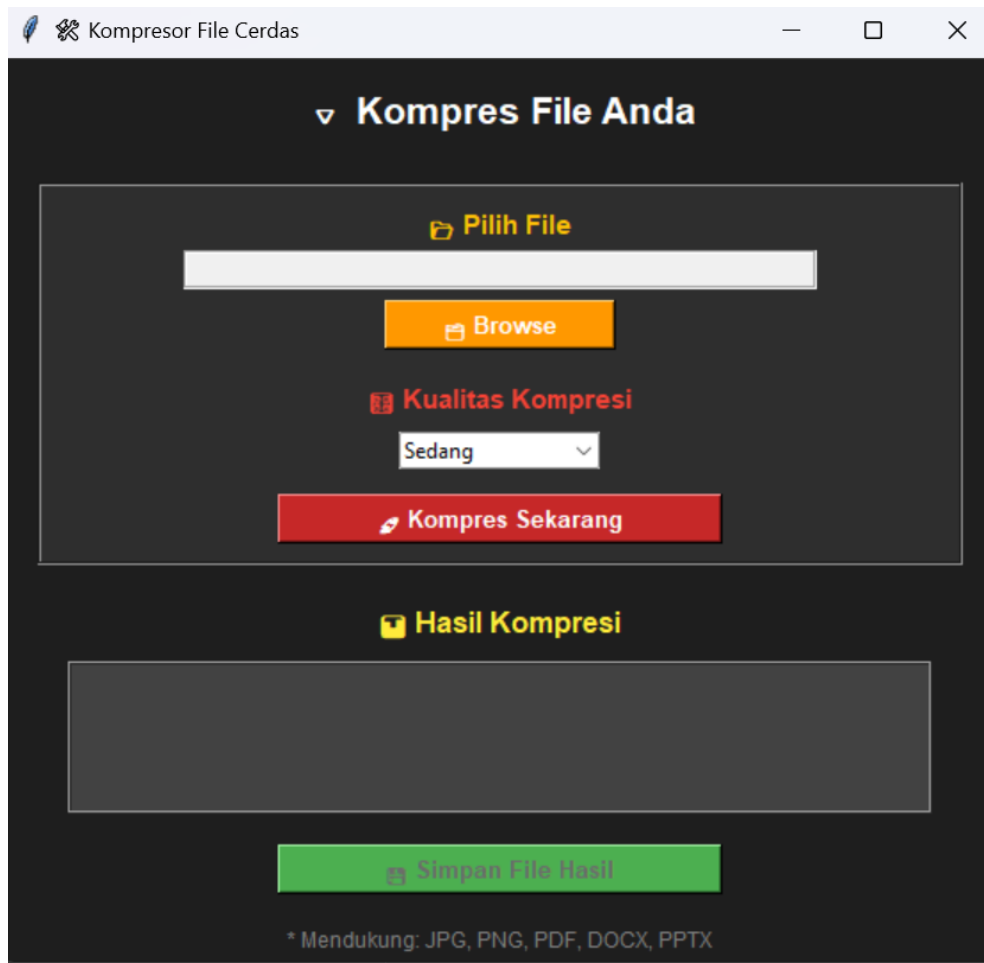 🛠 Kompresor File Cerdas
Kompres File Anda
📂 Pilih File
Browse
Kualitas Kompresi
Sedang
🚀 Kompres Sekarang
Hasil Kompresi
💾 Simpan File Hasil
* Mendukung: JPG, PNG, PDF, DOCX, PPTX